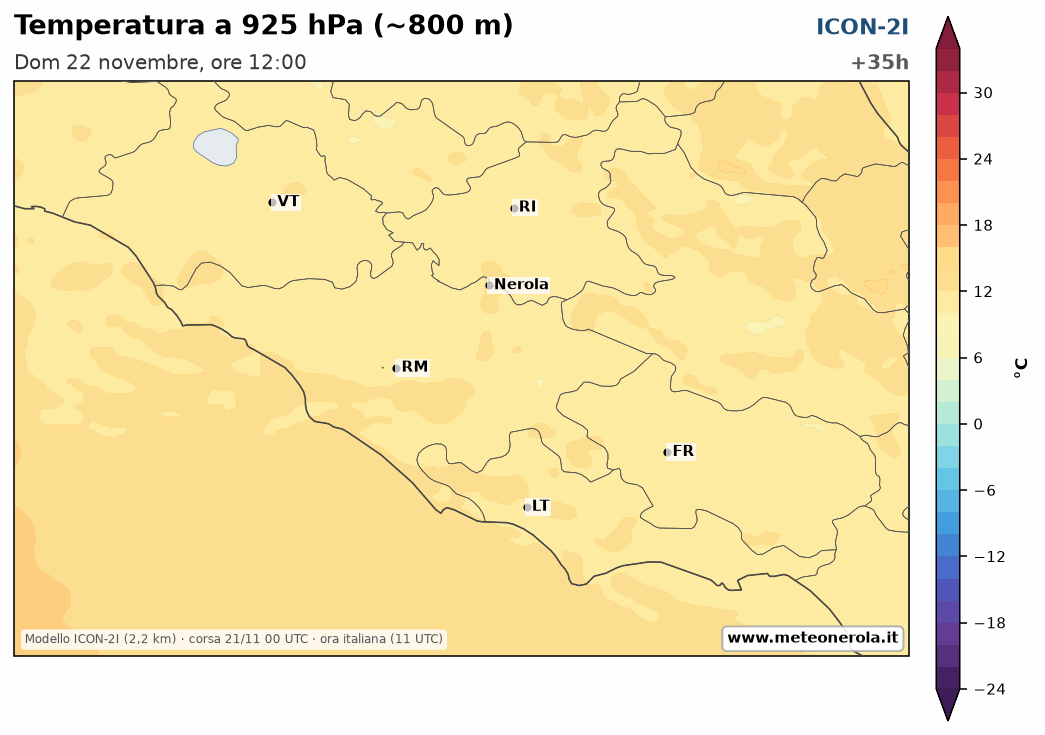 Temperatura a 925 hPa (~800 m)
ICON-2I
Dom 22 novembre, ore 12:00
+35h
VT
RI
Nerola
RM
FR
LT
30
24
18
12
6
0
−6
−12
−18
−24
°C
Modello ICON-2I (2,2 km) · corsa 21/11 00 UTC · ora italiana (11 UTC)
www.meteonerola.it